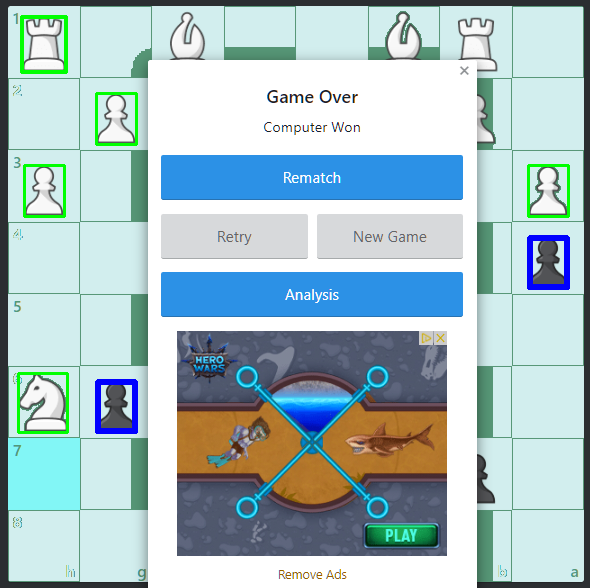 1
×
Game Over
2
Computer Won
3
Rematch
4
Retry
New Game
Analysis
5
HERO
WARS
6
7
PLAY
8
h
g
b
a
Remove Ads